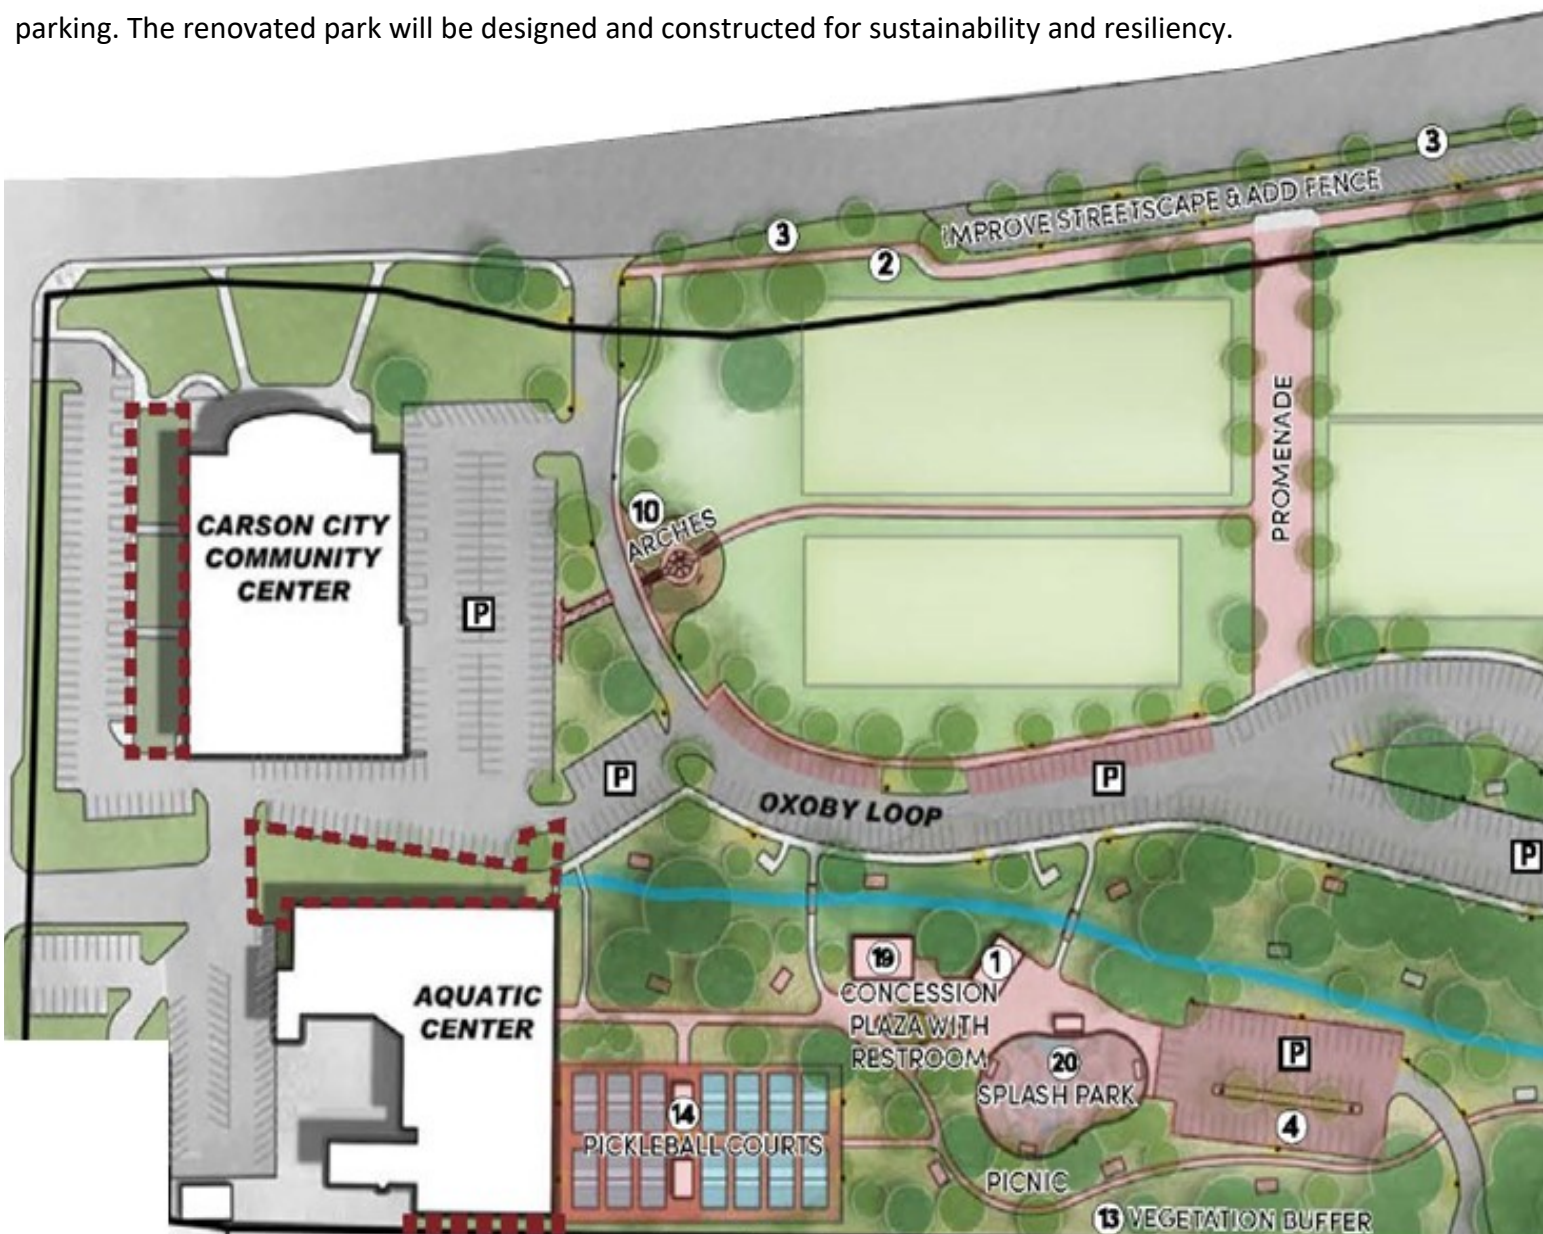 parking. The renovated park will be designed and constructed for sustainability and resiliency.
3
3
IMPROVE STREETSCAPE & ADD FENCE
2
PROMENADE
10
ARCHES
CARSON CITY
COMMUNITY
CENTER
P
P
P
OXOBY LOOP
P
19
1
CONCESSION
PLAZA WITH
RESTROOM
AQUATIC
CENTER
P
20
SPLASH PARK
14
4
PICKLEBALL COURTS
PICNIC
13 VEGETATION BUFFER